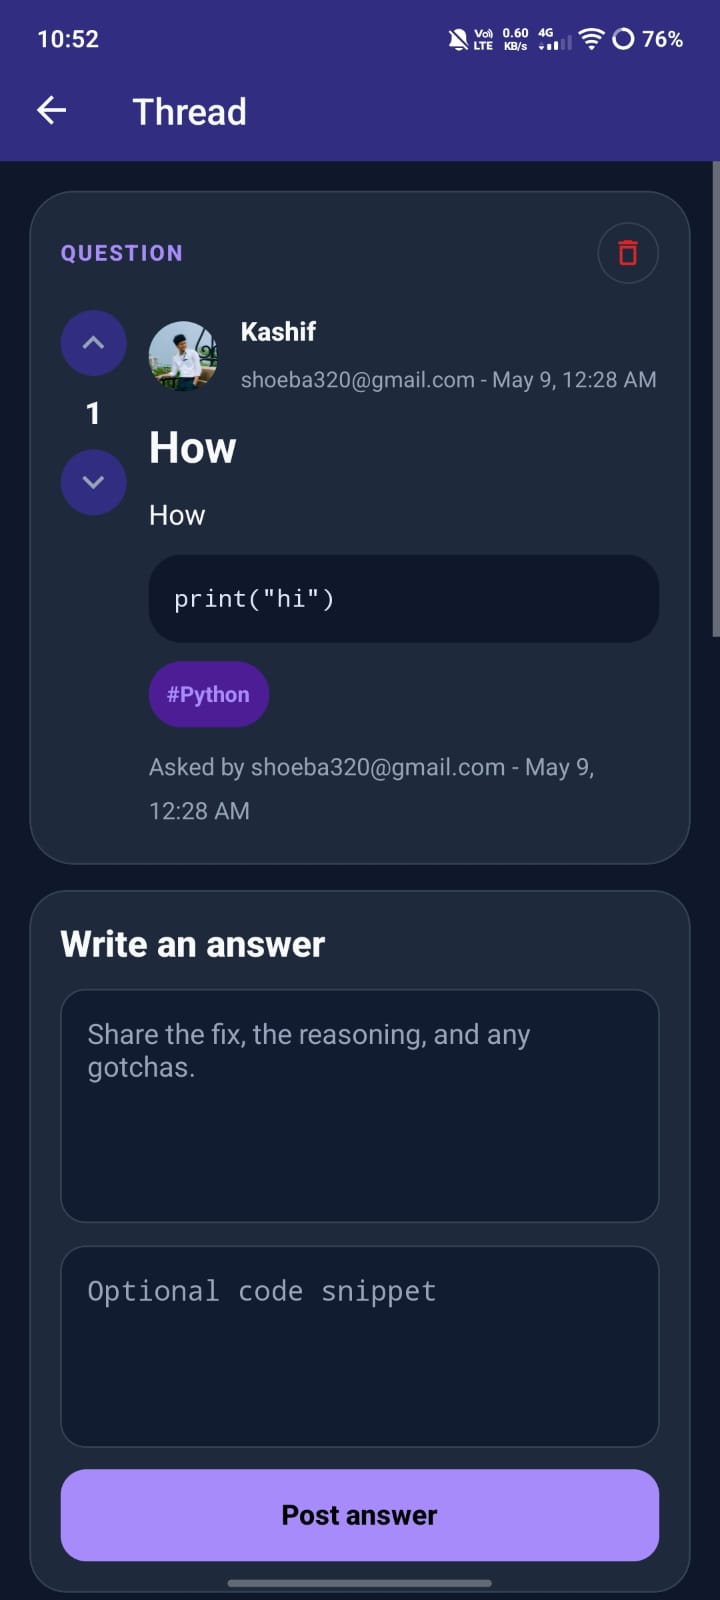 10:52
Vo) LTE 0.60 KB/s 4G 76%
Thread
QUESTION
Kashif
shoeba320@gmail.com - May 9, 12:28 AM
1
How
How
print("hi")
#Python
Asked by shoeba320@gmail.com - May 9,
12:28 AM
Write an answer
Share the fix, the reasoning, and any
gotchas.
Optional code snippet
Post answer